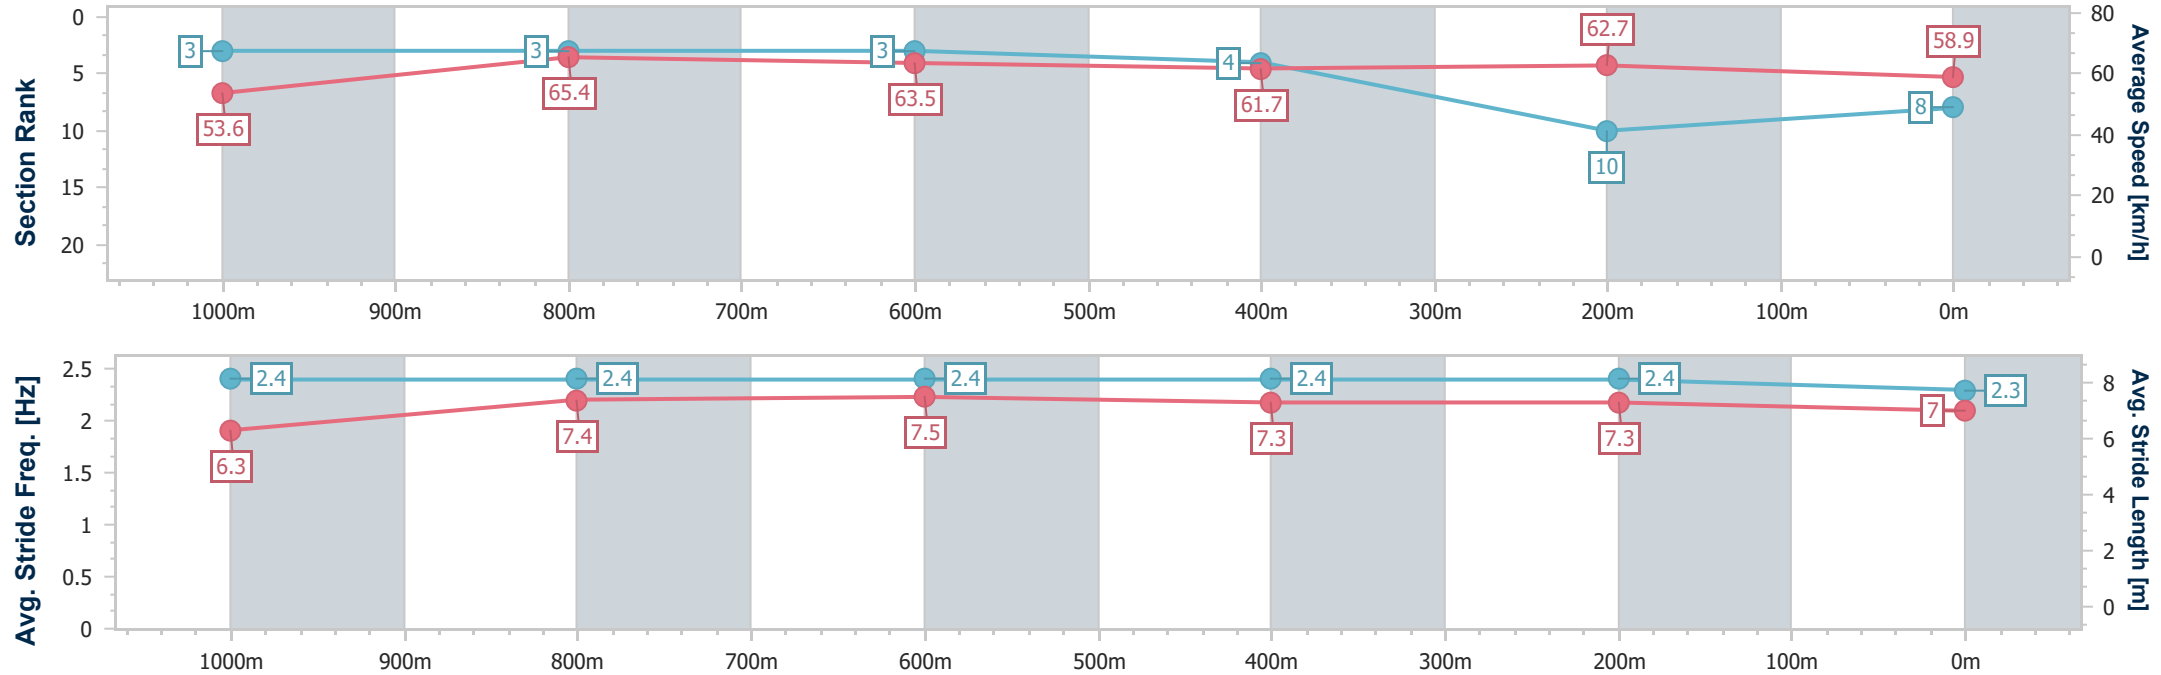 Section Rank
0
5
10
15
20
3
3
3
4
10
8
53.6
65.4
63.5
61.7
62.7
58.9
80
60
40
20
0
Average Speed [km/h]
1000m
900m
800m
700m
600m
500m
400m
300m
200m
100m
0m
Avg. Stride Freq. [Hz]
2.5
2
1.5
1
0.5
0
2.4
2.4
2.4
2.4
2.4
2.3
6.3
7.4
7.5
7.3
7.3
7
8
6
4
2
0
Avg. Stride Length [m]
1000m
900m
800m
700m
600m
500m
400m
300m
200m
100m
0m